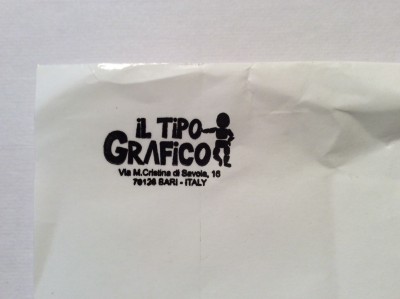 iL TiPO
GRAFiCO
Via M.Cristina di Savoia, 16
70126 BARI - ITALY